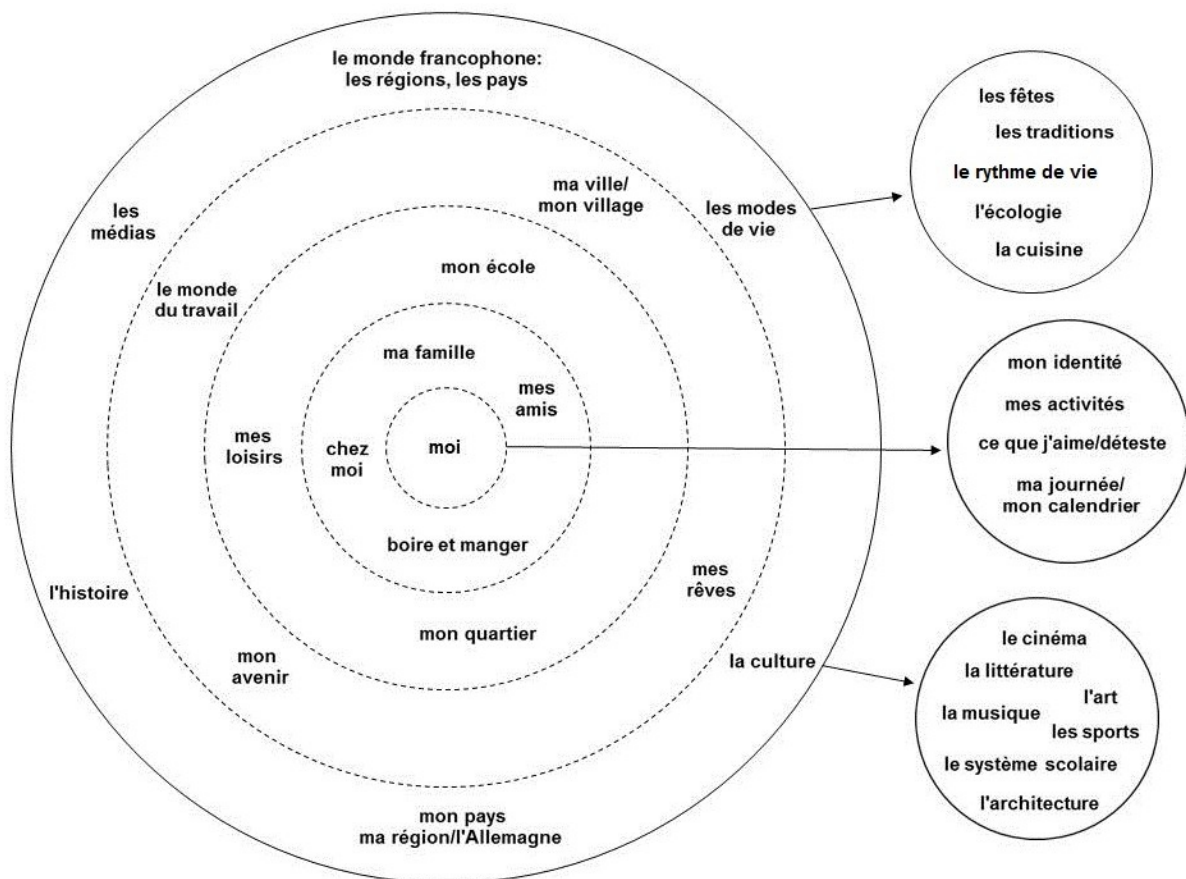 le monde francophone:
les régions, les pays
les
médias
ma ville/
mon village
les modes
de vie
le monde
du travail
mon école
ma famille
mes
amis
mes
loisirs
chez
moi
moi
boire et manger
mes
rêves
l'histoire
mon quartier
mon
avenir
la culture
mon pays
ma région/l'Allemagne
les fêtes
les traditions
le rythme de vie
l'écologie
la cuisine
mon identité
mes activités
ce que j'aime/déteste
ma journée/
mon calendrier
le cinéma
la littérature
l'art
la musique
les sports
le système scolaire
l'architecture